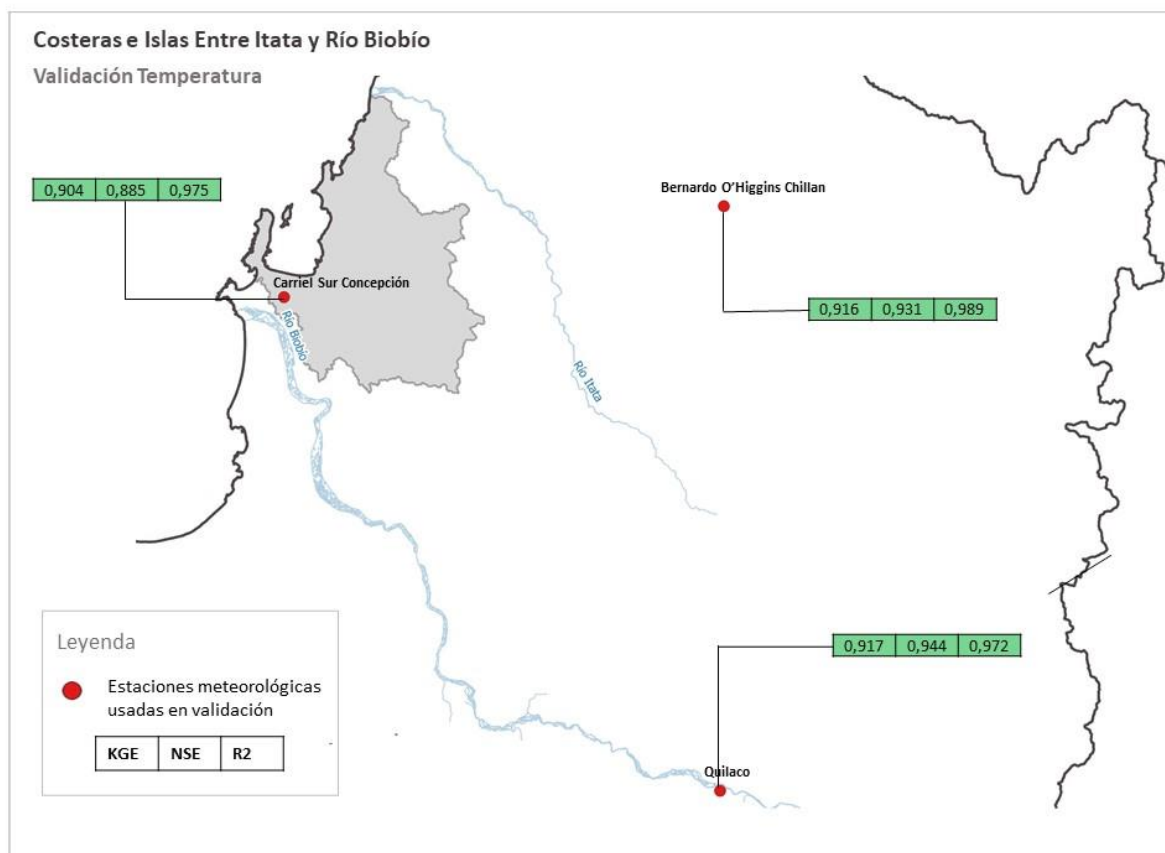 Costeras e Islas Entre Itata y Río Biobío
Validación Temperatura
0,904 0,885 0,975
Bernardo O'Higgins Chillan
Carriel Sur Concepción
0,916 0,931 0,989
Río Biobío
Río Itata
0,917 0,944 0,972
Quilaco
Leyenda
Estaciones meteorológicas
usadas en validación
KGE NSE R2